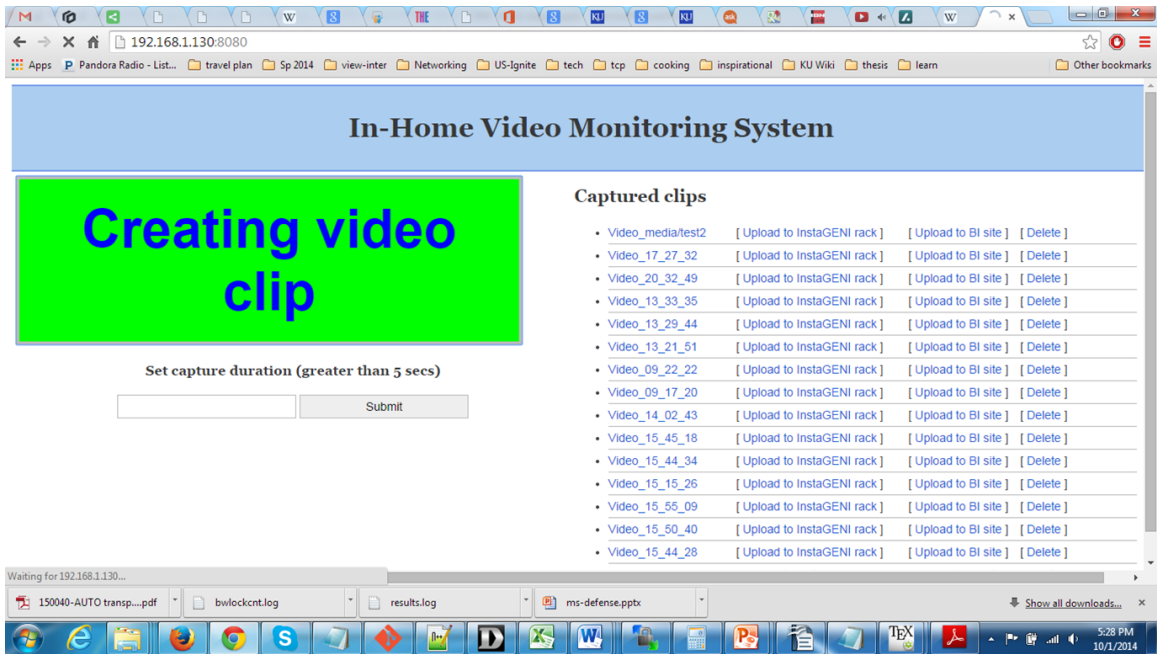 W
8
THE
8
KU
8
KU
ask
W
192.168.1.130:8080
Apps
Pandora Radio - List...
travel plan
Sp 2014
view-inter
Networking
US-Ignite
tech
tcp
cooking
inspirational
KU Wiki
thesis
learn
Other bookmarks
In-Home Video Monitoring System
Creating video
clip
Set capture duration (greater than 5 secs)
Submit
Captured clips
Video_media/test2 [ Upload to InstaGENI rack ] [ Upload to BI site ] [ Delete ]
Video_17_27_32 [ Upload to InstaGENI rack ] [ Upload to BI site ] [ Delete ]
Video_20_32_49 [ Upload to InstaGENI rack ] [ Upload to BI site ] [ Delete ]
Video_13_33_35 [ Upload to InstaGENI rack ] [ Upload to BI site ] [ Delete ]
Video_13_29_44 [ Upload to InstaGENI rack ] [ Upload to BI site ] [ Delete ]
Video_13_21_51 [ Upload to InstaGENI rack ] [ Upload to BI site ] [ Delete ]
Video_09_22_22 [ Upload to InstaGENI rack ] [ Upload to BI site ] [ Delete ]
Video_09_17_20 [ Upload to InstaGENI rack ] [ Upload to BI site ] [ Delete ]
Video_14_02_43 [ Upload to InstaGENI rack ] [ Upload to BI site ] [ Delete ]
Video_15_45_18 [ Upload to InstaGENI rack ] [ Upload to BI site ] [ Delete ]
Video_15_44_34 [ Upload to InstaGENI rack ] [ Upload to BI site ] [ Delete ]
Video_15_15_26 [ Upload to InstaGENI rack ] [ Upload to BI site ] [ Delete ]
Video_15_55_09 [ Upload to InstaGENI rack ] [ Upload to BI site ] [ Delete ]
Video_15_50_40 [ Upload to InstaGENI rack ] [ Upload to BI site ] [ Delete ]
Video_15_44_28 [ Upload to InstaGENI rack ] [ Upload to BI site ] [ Delete ]
Waiting for 192.168.1.130...
150040-AUTO transp....pdf
bwlockcnt.log
results.log
ms-defense.pptx
Show all downloads...
TEX
5:28 PM
10/1/2014